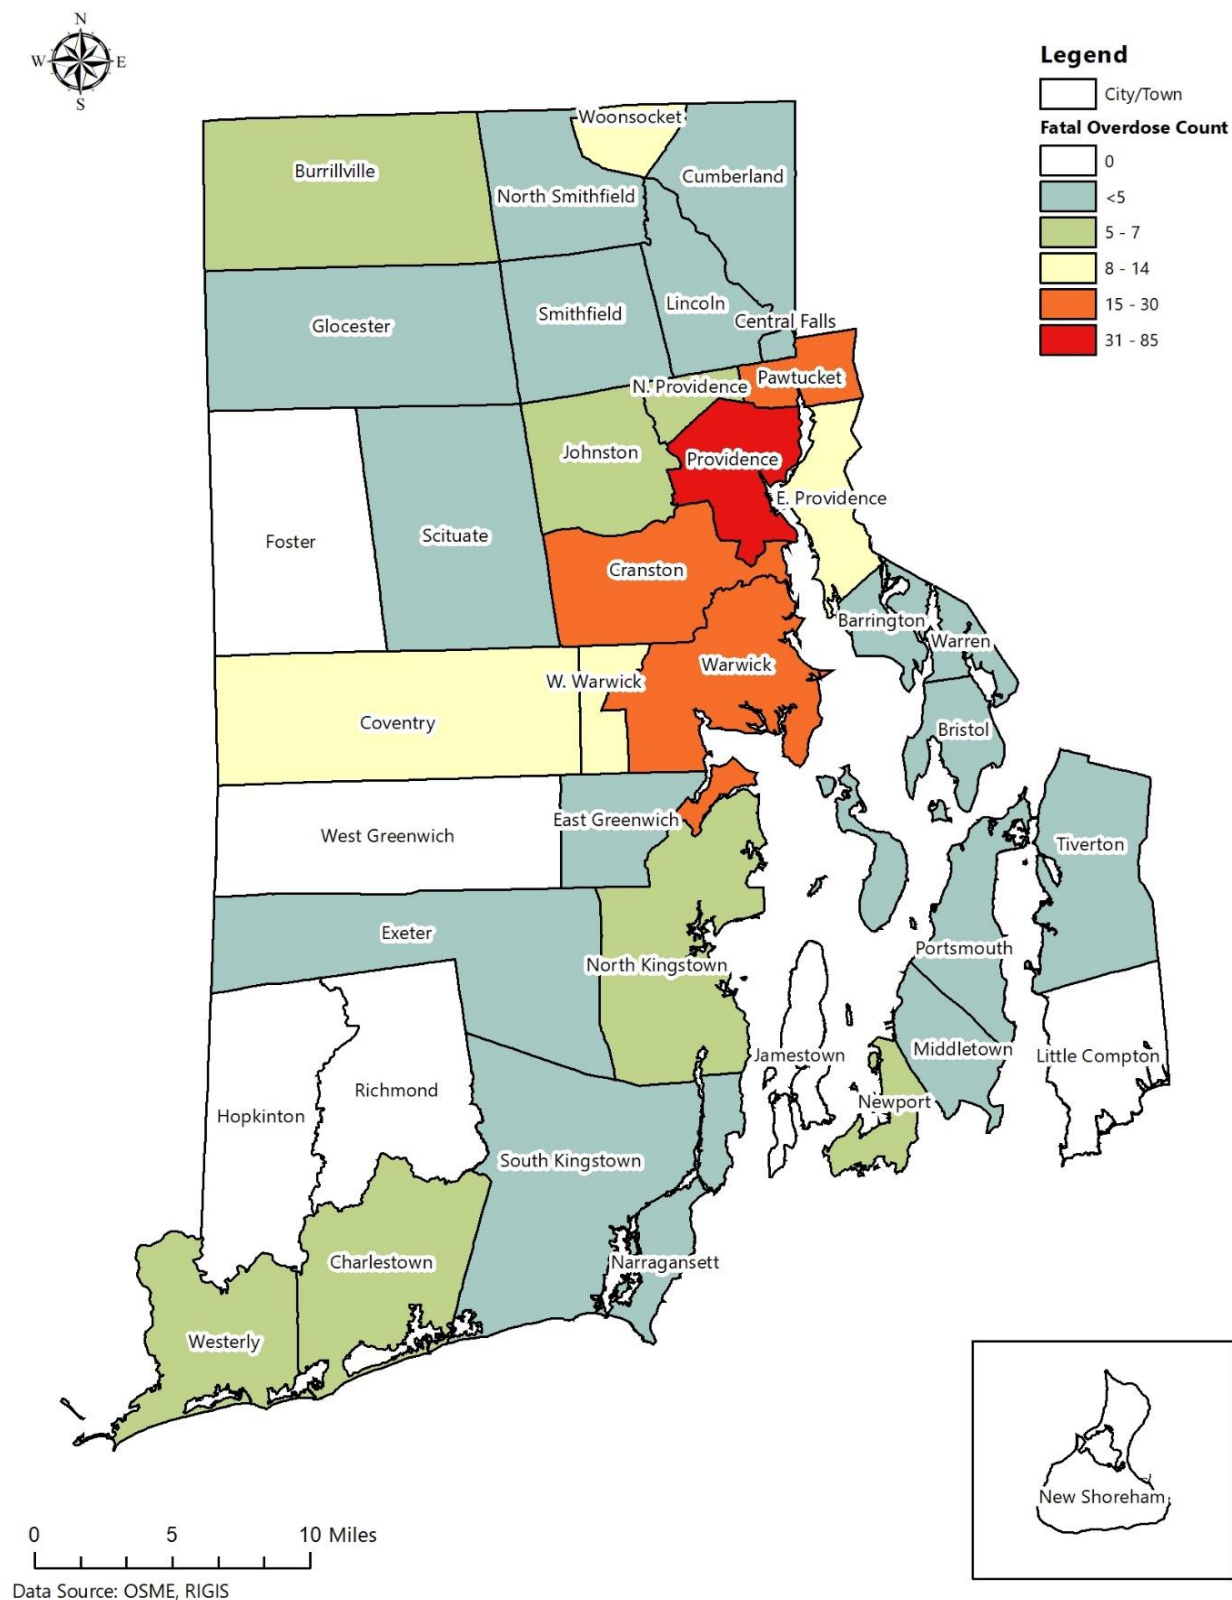 N
W E
S
Legend
City/Town
Fatal Overdose Count
0
<5
5 - 7
8 - 14
15 - 30
31 - 85
Woonsocket
Burrillville
Cumberland
North Smithfield
Lincoln
Smithfield
Central Falls
Glocester
Pawtucket
N. Providence
Johnston
Providence
E. Providence
Scituate
Foster
Cranston
Barrington
Warren
Warwick
W. Warwick
Coventry
Bristol
East Greenwich
West Greenwich
Tiverton
Exeter
Portsmouth
North Kingstown
Middletown
Jamestown
Little Compton
Richmond
Newport
Hopkinton
South Kingstown
Charlestown
Narragansett
Westerly
New Shoreham
0 5 10 Miles
Data Source: OSME, RIGIS